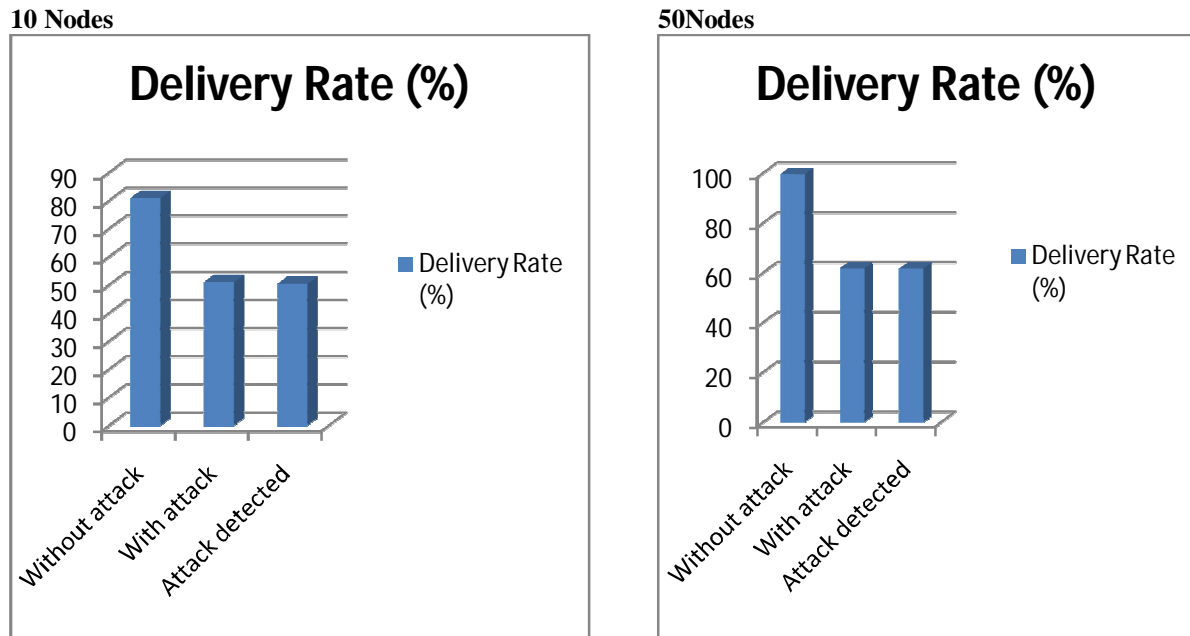 10 Nodes
Delivery Rate (%)
90
80
70
60
50
40
30
20
10
0
Without attack
With attack
Attack detected
Delivery Rate
(%)
50Nodes
Delivery Rate (%)
100
80
60
40
20
0
Without attack
With attack
Attack detected
Delivery Rate
(%)